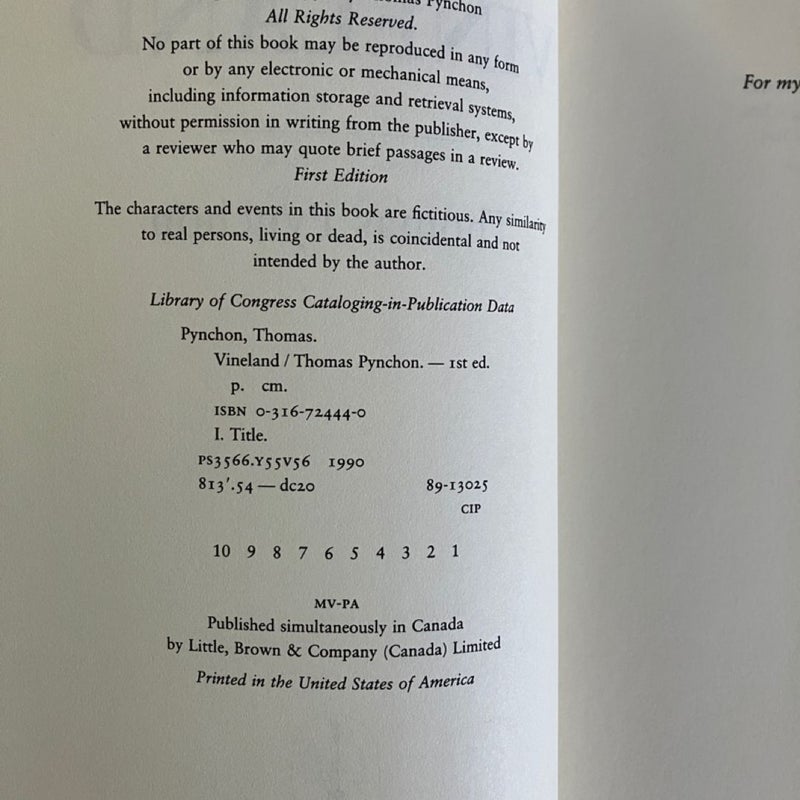 Thomas Pynchon
All Rights Reserved.
No part of this book may be reproduced in any form
or by any electronic or mechanical means,
including information storage and retrieval systems,
without permission in writing from the publisher, except by
a reviewer who may quote brief passages in a review.
First Edition
The characters and events in this book are fictitious. Any similarity
to real persons, living or dead, is coincidental and not
intended by the author.
Library of Congress Cataloging-in-Publication Data
Pynchon, Thomas.
Vineland / Thomas Pynchon. — 1st ed.
p. cm.
ISBN 0-316-72444-0
I. Title.
PS3566.Y55V56 1990
813'.54 — dc20 89-13025
CIP
10 9 8 7 6 5 4 3 2 1
MV-PA
Published simultaneously in Canada
by Little, Brown & Company (Canada) Limited
Printed in the United States of America
For my